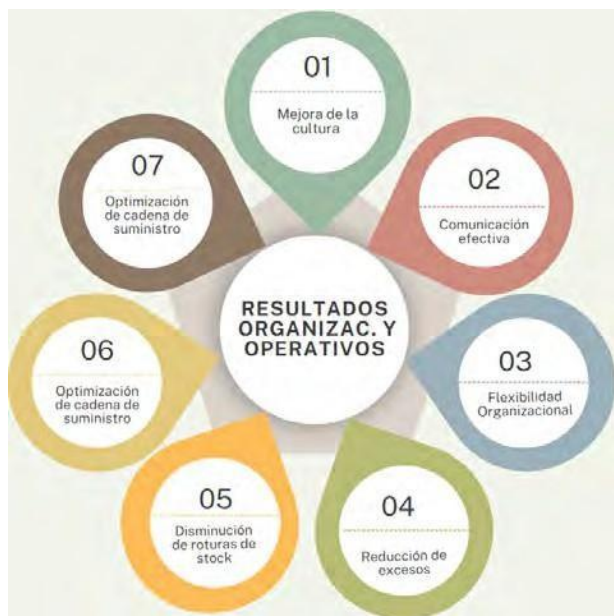 01
Mejora de la
cultura
02
Comunicación
efectiva
03
Flexibilidad
Organizacional
04
Reducción de
excesos
05
Disminución
de roturas de
stock
06
Optimización
de cadena de
suministro
07
Optimización
de cadena de
suministro
RESULTADOS
ORGANIZAC. Y
OPERATIVOS